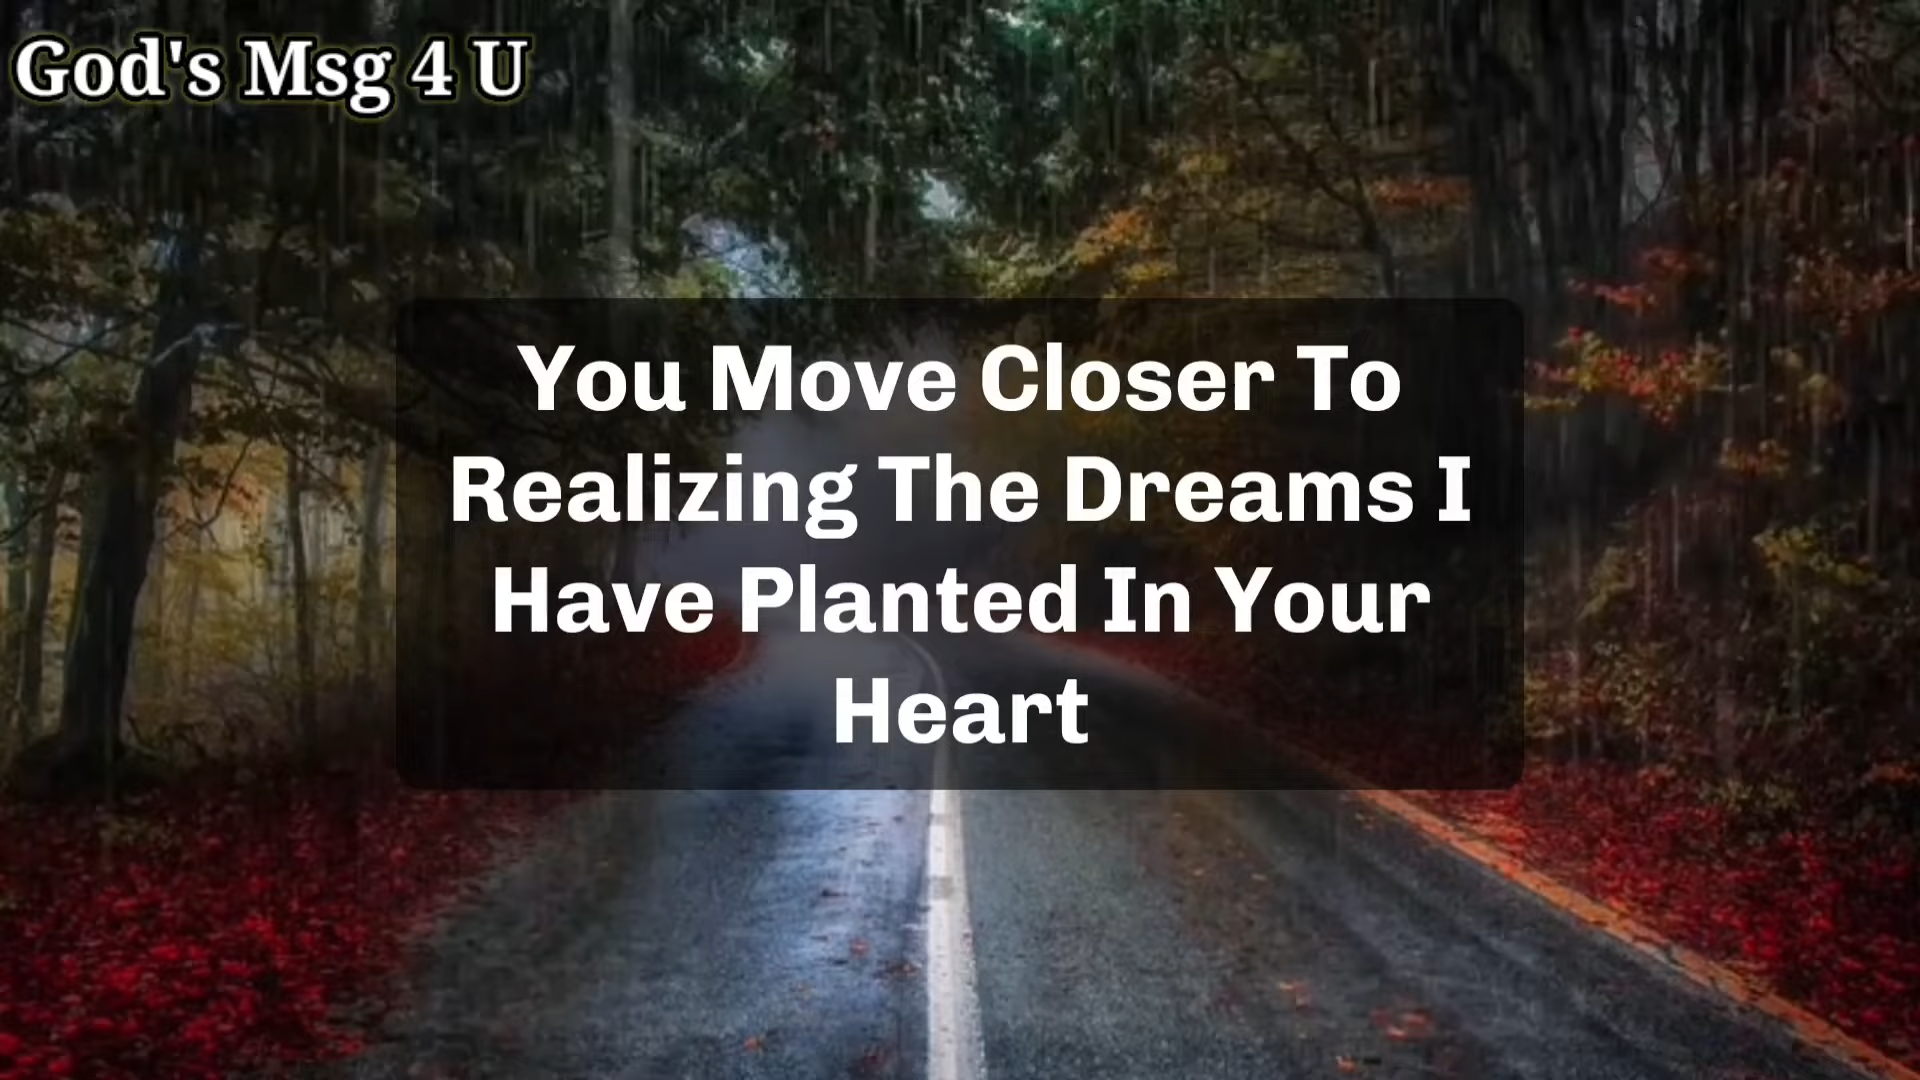 God's Msg 4 U
You Move Closer To
Realizing The Dreams I
Have Planted In Your
Heart